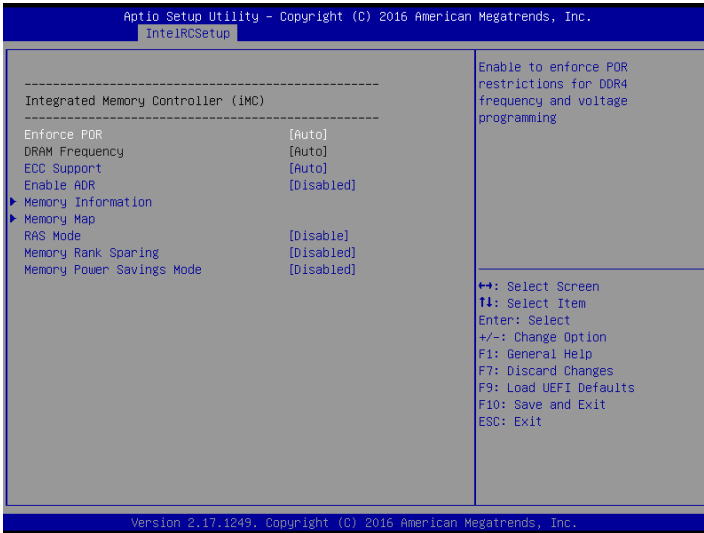 Aptio Setup Utility – Copyright (C) 2016 American Megatrends, Inc.
IntelRCSetup
--------------------------------------------------
Integrated Memory Controller (iMC)
--------------------------------------------------
Enforce POR [Auto]
DRAM Frequency [Auto]
ECC Support [Auto]
Enable ADR [Disabled]
Memory Information
Memory Map
RAS Mode [Disable]
Memory Rank Sparing [Disabled]
Memory Power Savings Mode [Disabled]
Enable to enforce POR
restrictions for DDR4
frequency and voltage
programming
↔: Select Screen
↑↓: Select Item
Enter: Select
+/-: Change Option
F1: General Help
F7: Discard Changes
F9: Load UEFI Defaults
F10: Save and Exit
ESC: Exit
Version 2.17.1249. Copyright (C) 2016 American Megatrends, Inc.